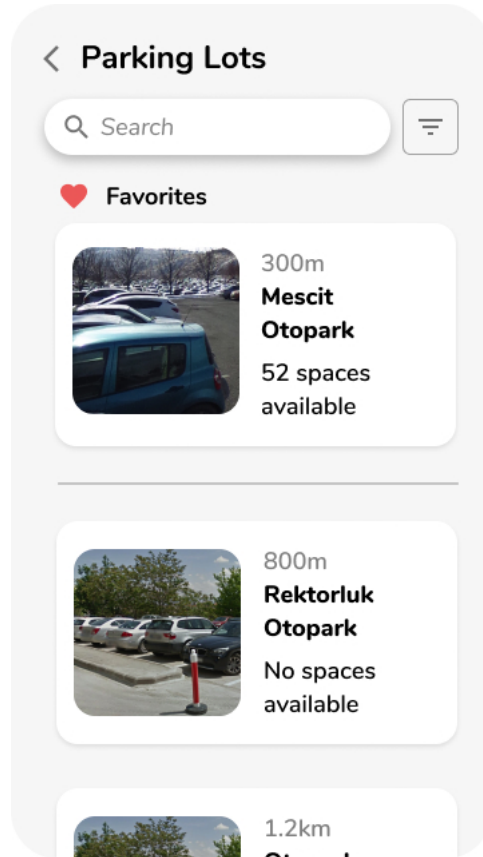 Parking Lots
Search
Favorites
300m
Mescit
Otopark
52 spaces
available
800m
Rektorluk
Otopark
No spaces
available
1.2km